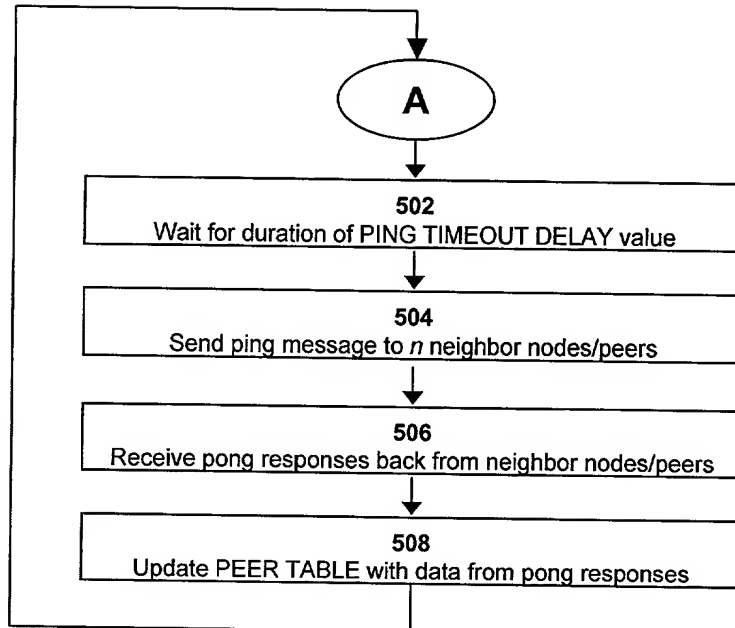 A
502
Wait for duration of PING TIMEOUT DELAY value
504
Send ping message to n neighbor nodes/peers
506
Receive pong responses back from neighbor nodes/peers
508
Update PEER TABLE with data from pong responses